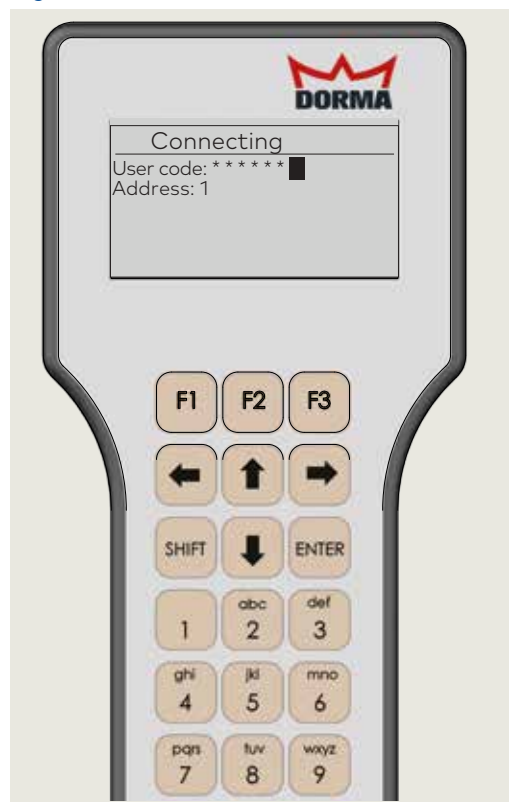 DORMA
Connecting
User code: * * * * * *
Address: 1
F1 F2 F3
SHIFT ENTER
abc def
1 2 3
ghi jkl mno
4 5 6
pqrs tuv wxyz
7 8 9